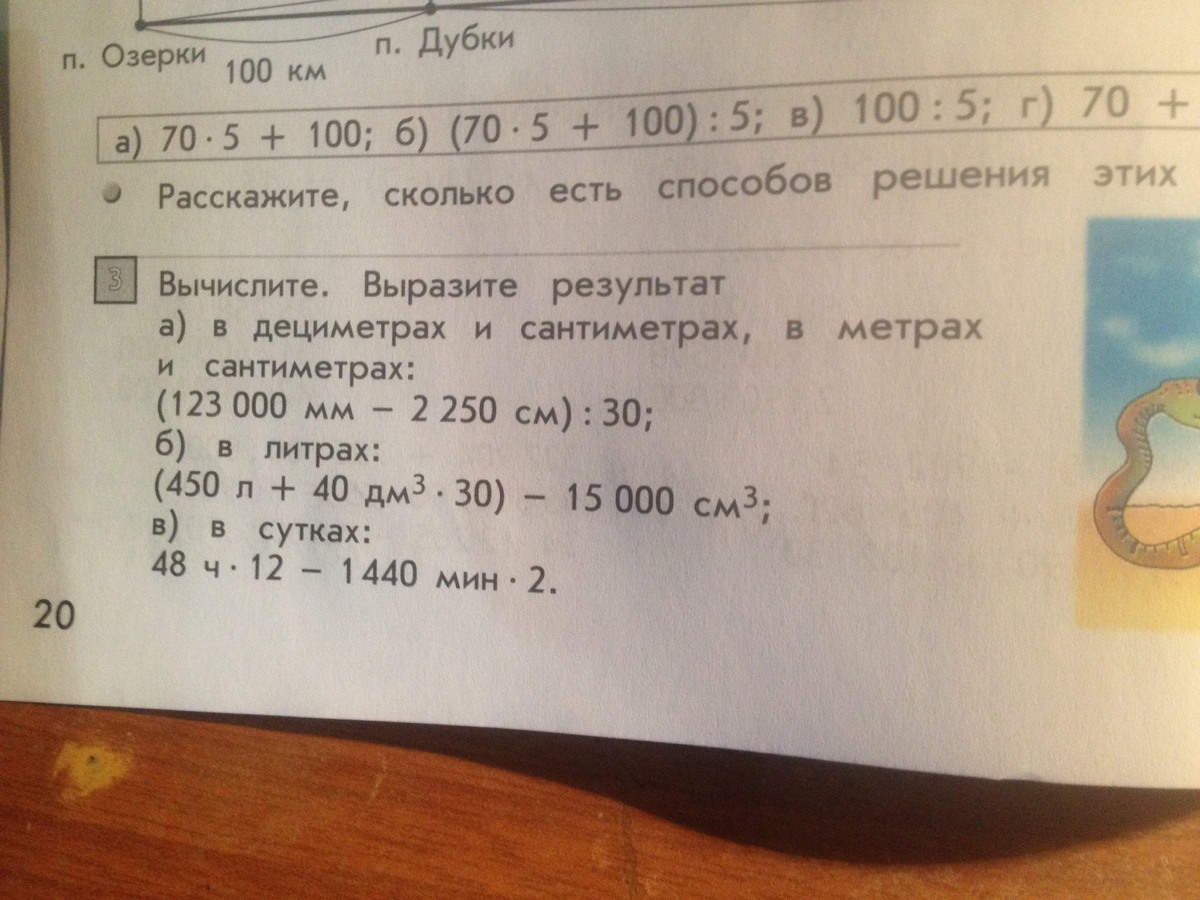 п. Озерки
100 км
п. Дубки
а) 70 · 5 + 100; б) (70 · 5 + 100) : 5; в) 100 : 5; г) 70 +
Расскажите, сколько есть способов решения этих
3 Вычислите. Выразите результат
а) в дециметрах и сантиметрах, в метрах
и сантиметрах:
(123 000 мм – 2 250 см) : 30;
б) в литрах:
(450 л + 40 дм³ · 30) – 15 000 см³;
в) в сутках:
48 ч · 12 – 1 440 мин · 2.
20